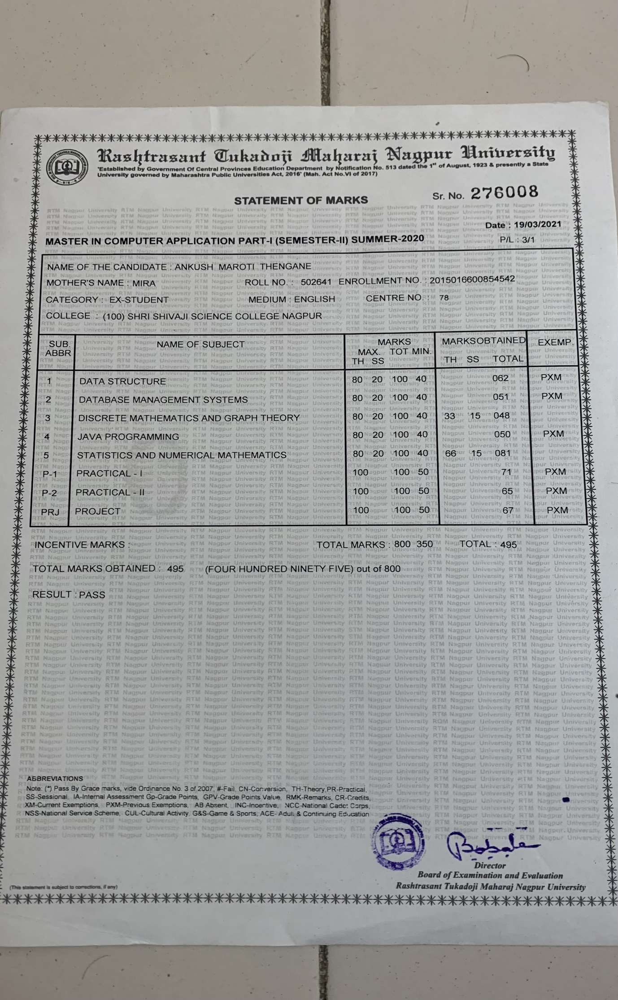 Rashtrasant Tukadoji Maharaj Nagpur University
'Established by Government Of Central Provinces Education Department by Notification No. 513 dated the 1st of August, 1923 & presently a State
University governed by Maharashtra Public Universities Act, 2016' (Mah. Act No.VI of 2017)
STATEMENT OF MARKS
Sr. No. 276008
Date : 19/03/2021
MASTER IN COMPUTER APPLICATION PART-I (SEMESTER-II) SUMMER-2020 P/L : 3/1
NAME OF THE CANDIDATE : ANKUSH MAROTI THENGANE
MOTHER'S NAME : MIRA ROLL NO. : 502641 ENROLLMENT NO. : 2015016600854542
CATEGORY : EX-STUDENT MEDIUM : ENGLISH CENTRE NO. : 78
COLLEGE : (100) SHRI SHIVAJI SCIENCE COLLEGE NAGPUR
SUB. NAME OF SUBJECT MARKS MARKSOBTAINED EXEMP.
ABBR MAX. TOT MIN.
TH SS TH SS TOTAL
1 DATA STRUCTURE 80 20 100 40 062 PXM
2 DATABASE MANAGEMENT SYSTEMS 80 20 100 40 051 PXM
3 DISCRETE MATHEMATICS AND GRAPH THEORY 80 20 100 40 33 15 048
4 JAVA PROGRAMMING 80 20 100 40 050 PXM
5 STATISTICS AND NUMERICAL MATHEMATICS 80 20 100 40 66 15 081
P-1 PRACTICAL - I 100 100 50 71 PXM
P-2 PRACTICAL - II 100 100 50 65 PXM
PRJ PROJECT 100 100 50 67 PXM
INCENTIVE MARKS : TOTAL MARKS : 800 350 TOTAL : 495
TOTAL MARKS OBTAINED : 495 (FOUR HUNDRED NINETY FIVE) out of 800
RESULT : PASS
ABBREVIATIONS
Note: (*) Pass By Grace marks, vide Ordinance No. 3 of 2007, #-Fail, CN-Conversion, TH-Theory,PR-Practical,
SS-Sessional, IA-Internal Assessment Gp-Grade Points, GPV-Grade Points Value, RMK-Remarks, CR-Credits,
XM-Current Exemptions, PXM-Previous Exemptions, AB Absent, INC-Incentive, NCC-National Cadet Corps,
NSS-National Service Scheme, CUL-Cultural Activity, G&S-Game & Sports, ACE- Adult & Continuing Education
Director
Board of Examination and Evaluation
(This statement is subject to corrections, if any) Rashtrasant Tukadoji Maharaj Nagpur University